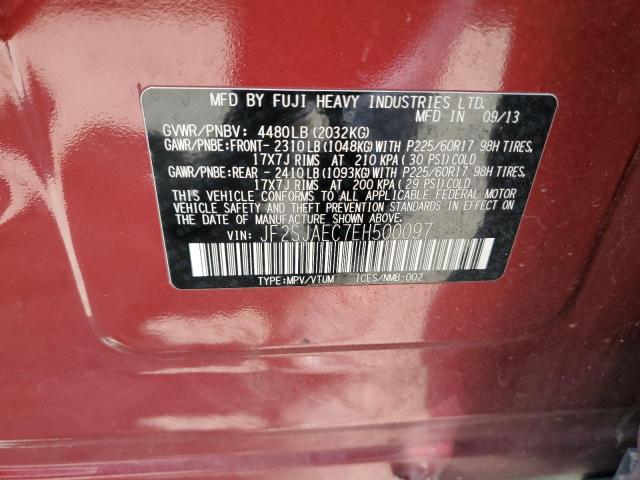 MFD BY FUJI HEAVY INDUSTRIES LTD.
MFD IN 09/13
GVWR/PNBV: 4480LB(2032KG)
GAWR/PNBE:FRONT- 2310LB(1048KG)WITH P225/60R17 98H TIRES,
17X7J RIMS AT 210 KPA(30 PSI)COLD
GAWR/PNBE:REAR - 2410LB(1093KG)WITH P225/60R17 98H TIRES,
17X7J RIMS AT 200 KPA(29 PSI)COLD
THIS VEHICLE CONFORMS TO ALL APPLICABLE FEDERAL MOTOR
VEHICLE SAFETY AND THEFT PREVENTION STANDARDS IN EFFECT
ON THE DATE OF MANUFACTURE SHOWN ABOVE.
VIN: JF2SJAEC7EH500097
TYPE:MPV/VTUM ICES/NMB-002